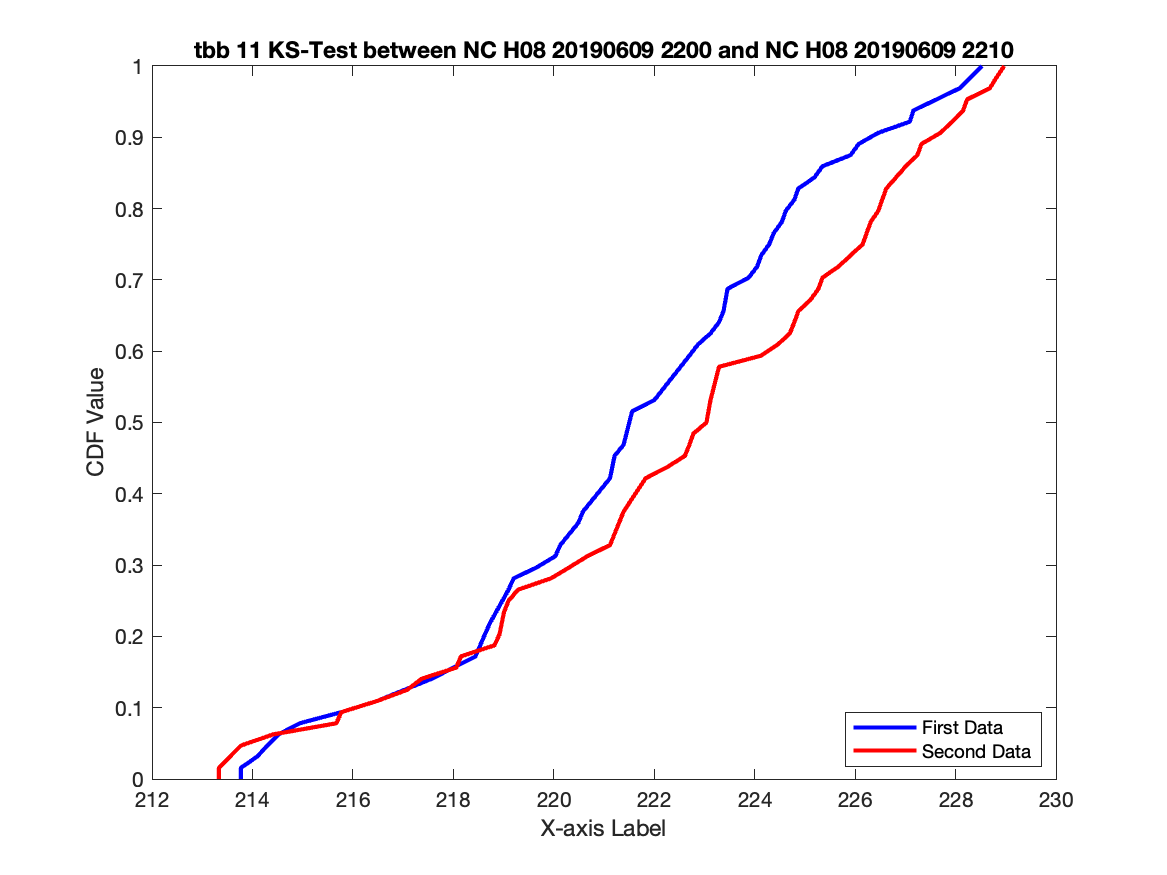 tbb 11 KS-Test between NC H08 20190609 2200 and NC H08 20190609 2210
1
0.9
0.8
0.7
0.6
0.5
0.4
0.3
0.2
0.1
0
CDF Value
First Data
Second Data
212 214 216 218 220 222 224 226 228 230
X-axis Label